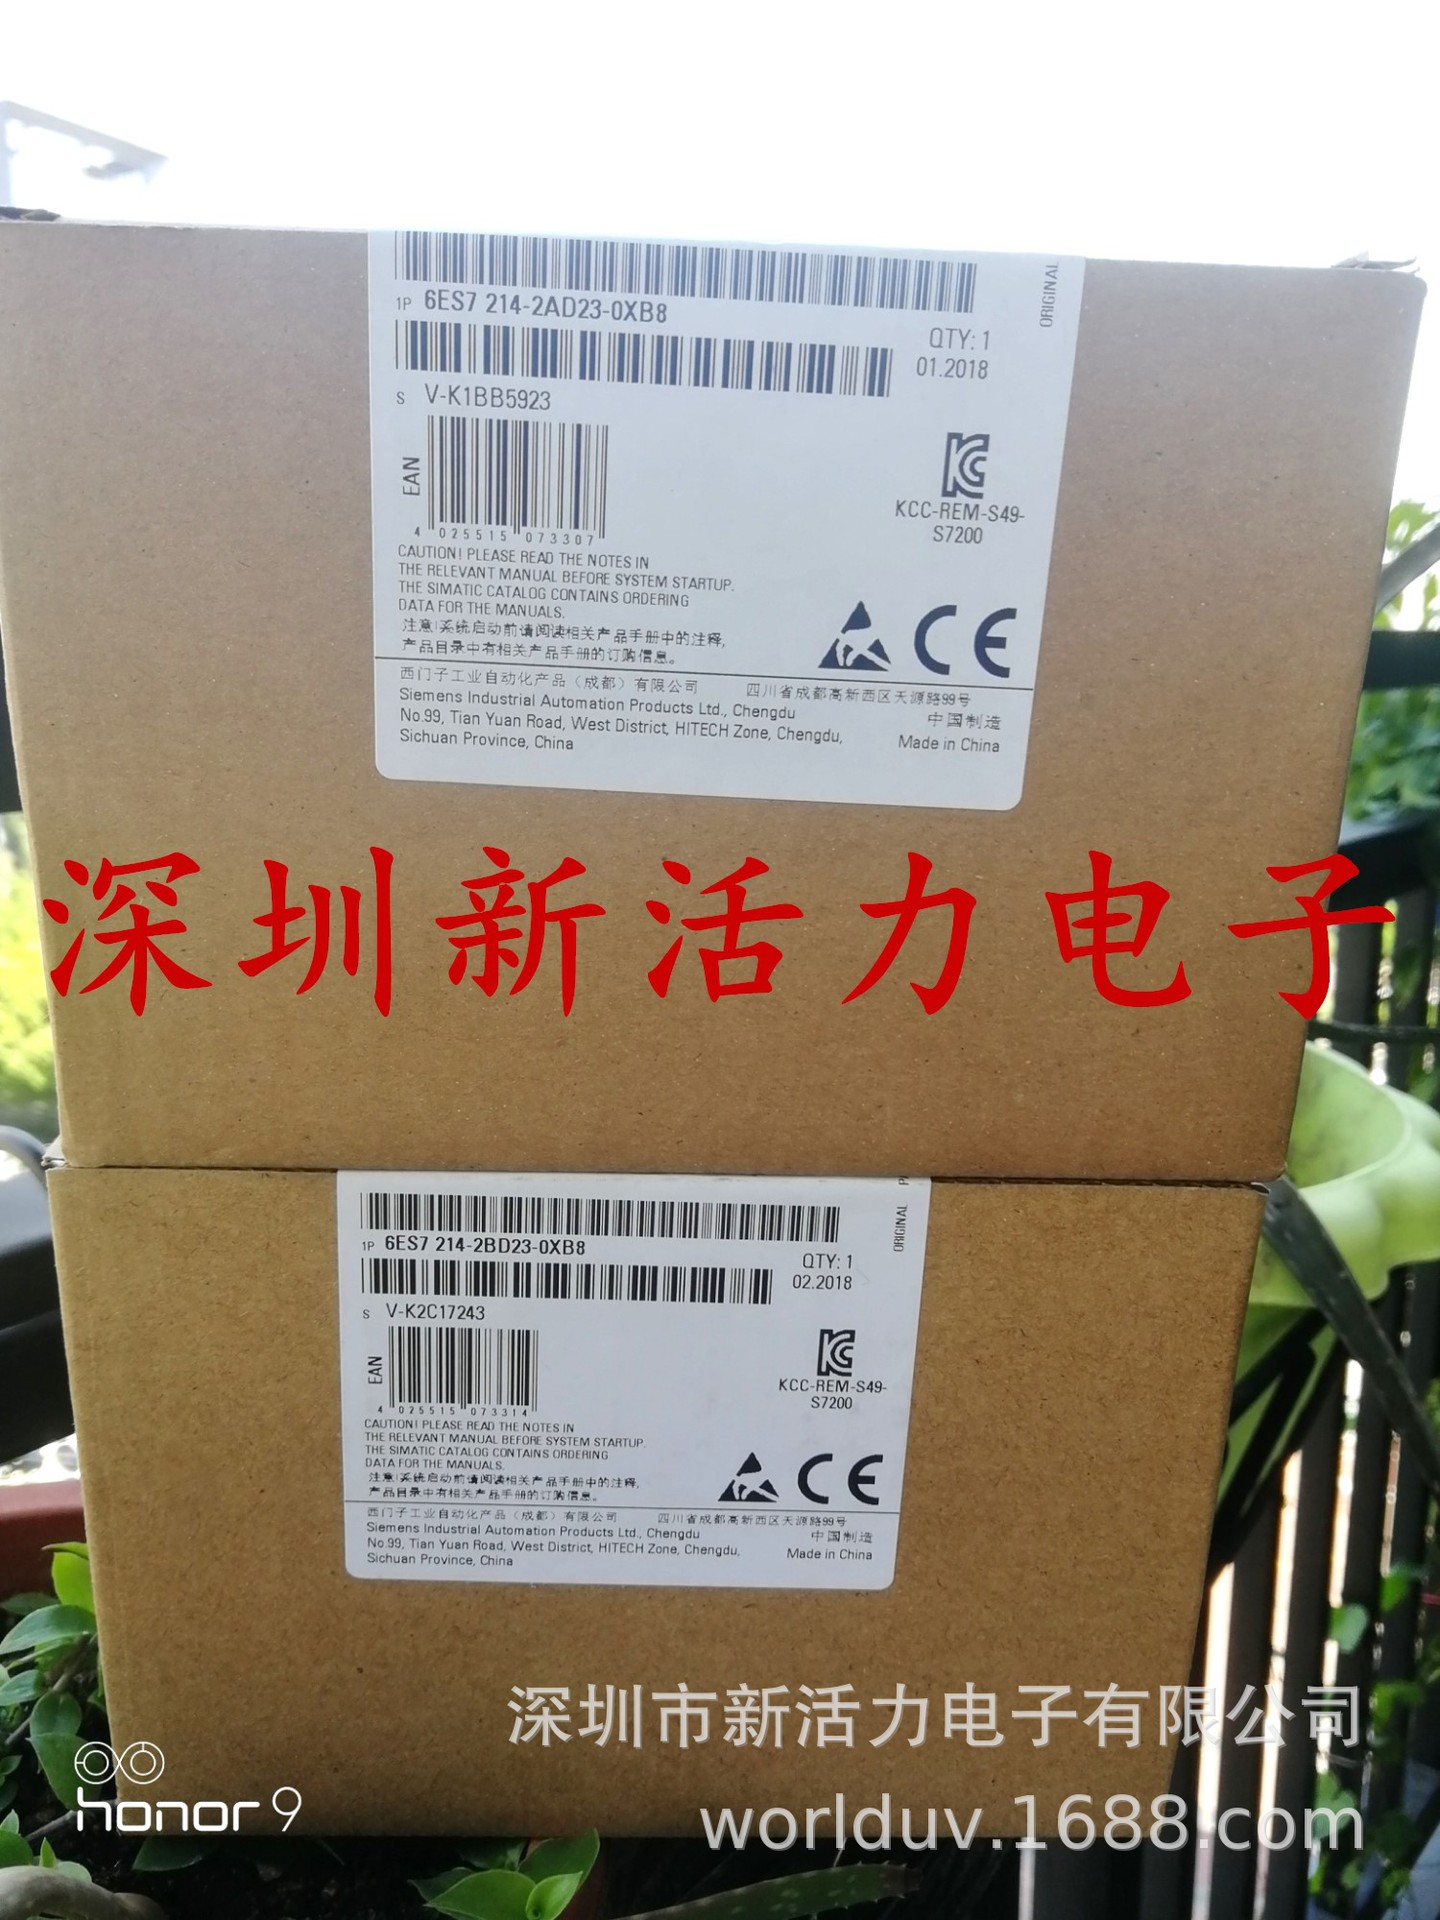 1P 6ES7 214-2AD23-0XB8
ORIGINAL
QTY: 1
01.2018
S V-K1BB5923
EAN
4 025515 073307
KCC-REM-S49-
S7200
CAUTION! PLEASE READ THE NOTES IN
THE RELEVANT MANUAL BEFORE SYSTEM STARTUP.
THE SIMATIC CATALOG CONTAINS ORDERING
DATA FOR THE MANUALS.
注意!系统启动前请阅读相关产品手册中的注释,
产品目录中有相关产品手册的订购信息。
CE
西门子工业自动化产品（成都）有限公司 四川省成都高新西区天源路99号
Siemens Industrial Automation Products Ltd., Chengdu
No.99, Tian Yuan Road, West District, HITECH Zone, Chengdu,
Sichuan Province, China
中国制造
Made in China
深圳新活力电子
1P 6ES7 214-2BD23-0XB8
ORIGINAL
QTY: 1
02.2018
S V-K2C17243
EAN
4 025515 073314
KCC-REM-S49-
S7200
CAUTION! PLEASE READ THE NOTES IN
THE RELEVANT MANUAL BEFORE SYSTEM STARTUP.
THE SIMATIC CATALOG CONTAINS ORDERING
DATA FOR THE MANUALS.
注意!系统启动前请阅读相关产品手册中的注释,
产品目录中有相关产品手册的订购信息。
CE
西门子工业自动化产品（成都）有限公司 四川省成都高新西区天源路99号
Siemens Industrial Automation Products Ltd., Chengdu
No.99, Tian Yuan Road, West District, HITECH Zone, Chengdu,
Sichuan Province, China
中国制造
Made in China
深圳市新活力电子有限公司
worlduv.1688.com
honor 9